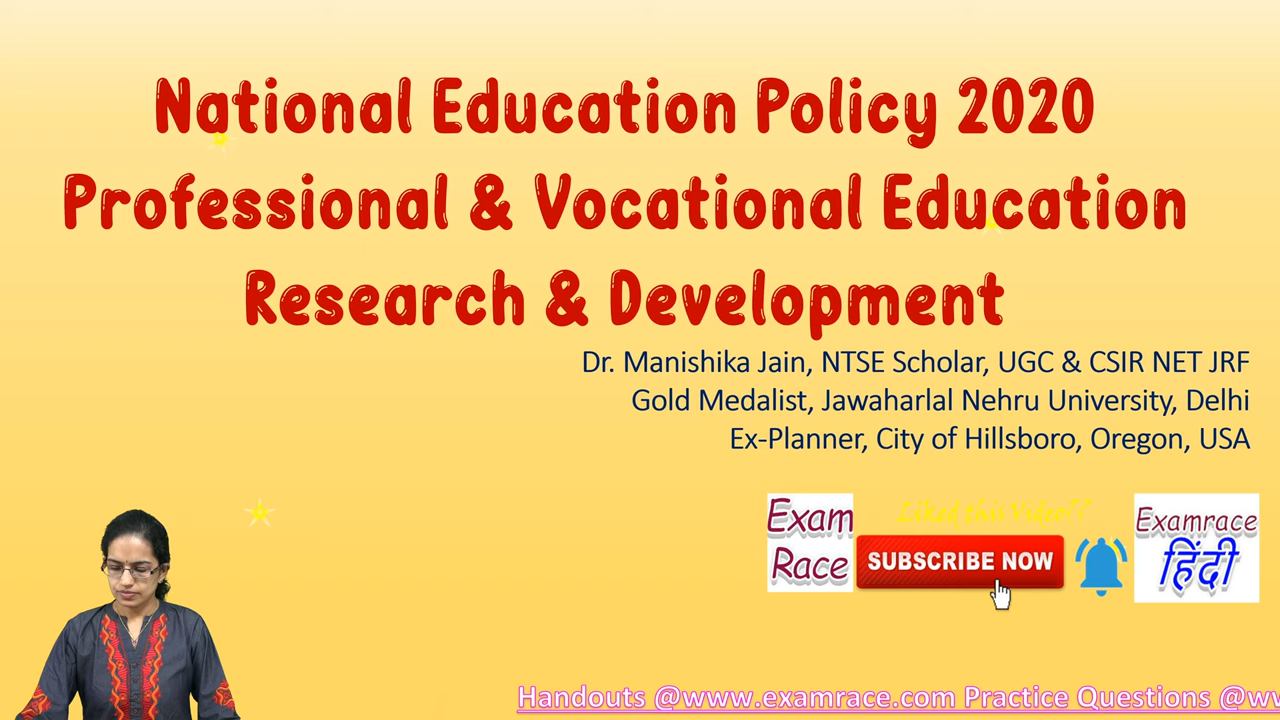 National Education Policy 2020
Professional & Vocational Education
Research & Development
Dr. Manishika Jain, NTSE Scholar, UGC & CSIR NET JRF
Gold Medalist, Jawaharlal Nehru University, Delhi
Ex-Planner, City of Hillsboro, Oregon, USA
Exam
Race
Liked this Video??
SUBSCRIBE NOW
Examrace
हिंदी
Handouts @www.examrace.com Practice Questions